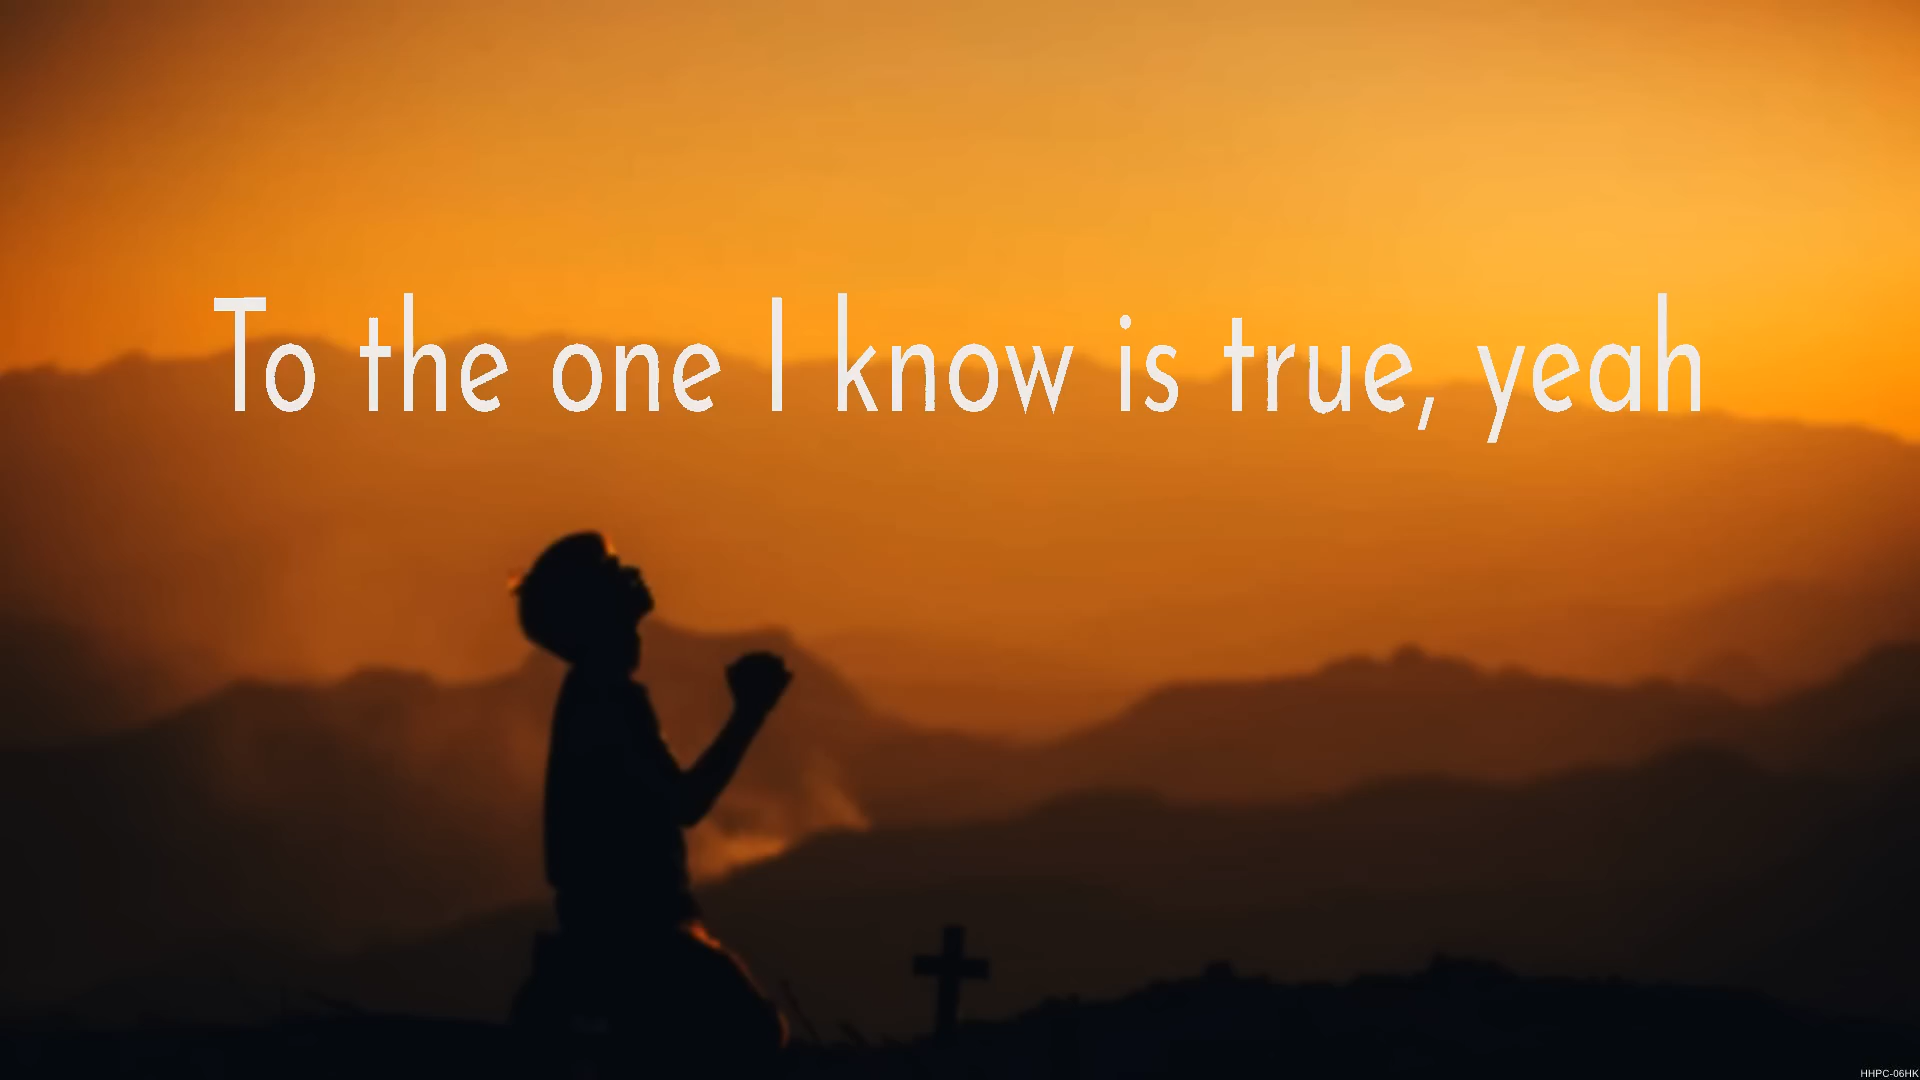 To the one I know is true, yeah
HHPC-06HK